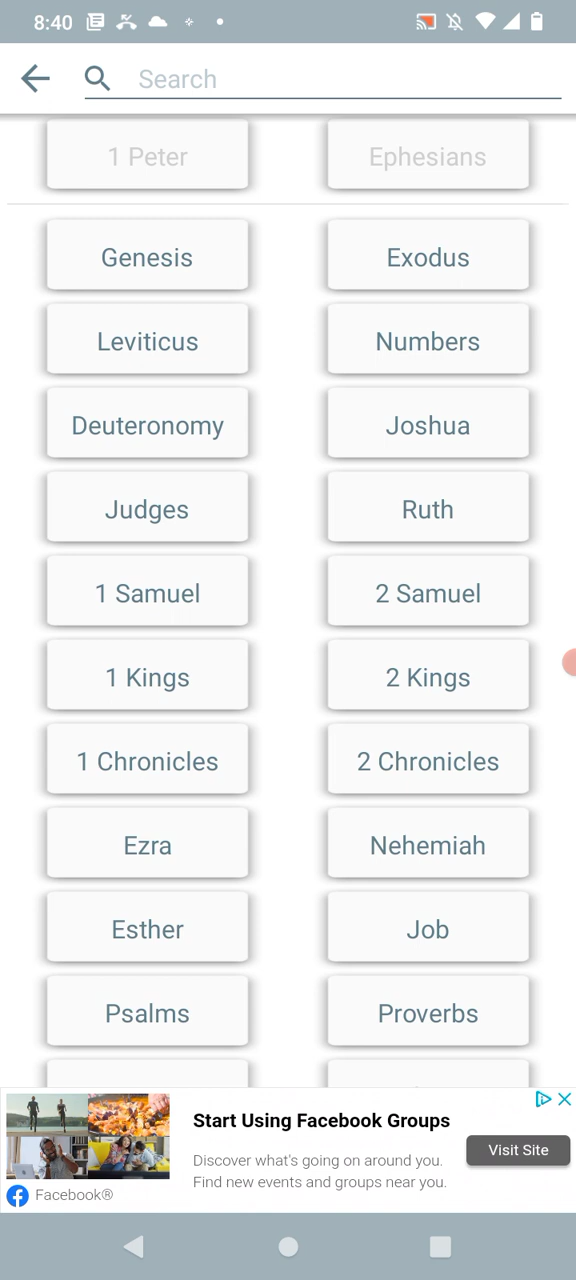 8:40
Search
1 Peter
Ephesians
Genesis
Exodus
Leviticus
Numbers
Deuteronomy
Joshua
Judges
Ruth
1 Samuel
2 Samuel
1 Kings
2 Kings
1 Chronicles
2 Chronicles
Ezra
Nehemiah
Esther
Job
Psalms
Proverbs
Start Using Facebook Groups
Discover what's going on around you.
Find new events and groups near you.
Visit Site
Facebook®